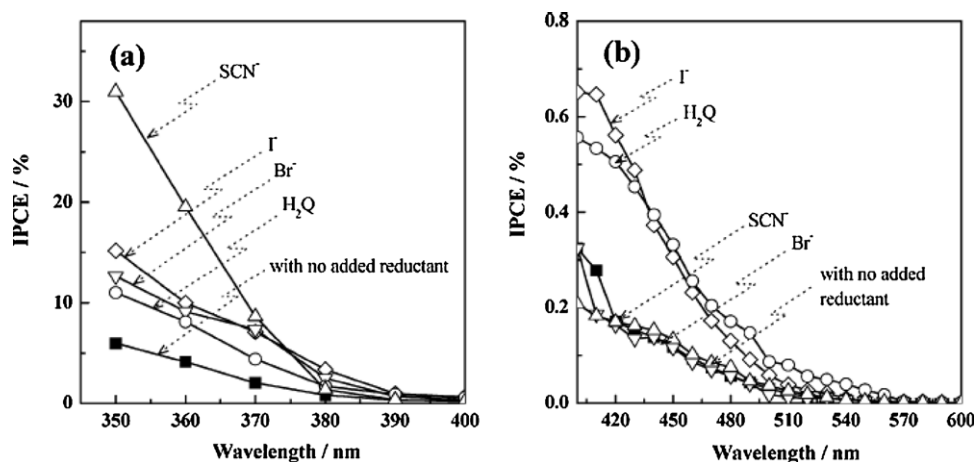 (a)
SCN⁻
I⁻
Br⁻
H₂Q
with no added reductant
IPCE / %
30
20
10
0
350 360 370 380 390 400
Wavelength / nm
(b)
I⁻
H₂Q
SCN⁻
Br⁻
with no added
reductant
IPCE / %
0.8
0.6
0.4
0.2
0.0
420 450 480 510 540 570 600
Wavelength / nm